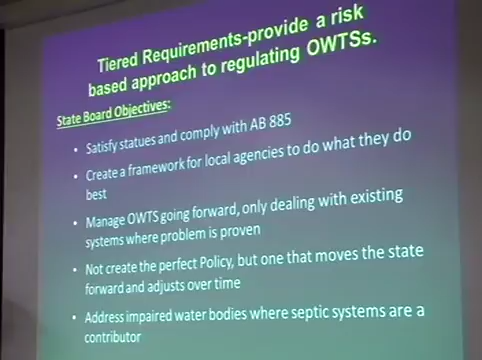 Tiered Requirements-provide a risk
based approach to regulating OWTSs.
State Board Objectives:
• Satisfy statues and comply with AB 885
• Create a framework for local agencies to do what they do
best
• Manage OWTS going forward, only dealing with existing
systems where problem is proven
• Not create the perfect Policy, but one that moves the state
forward and adjusts over time
• Address impaired water bodies where septic systems are a
contributor